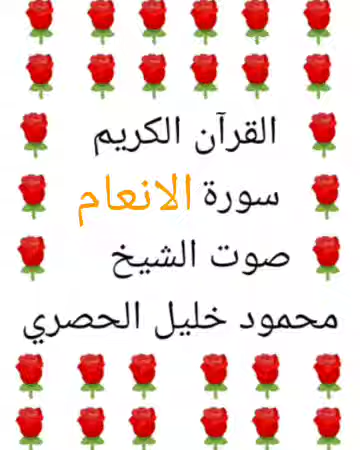 القرآن الكريم
سورة الانعام
صوت الشيخ
محمود خليل الحصري